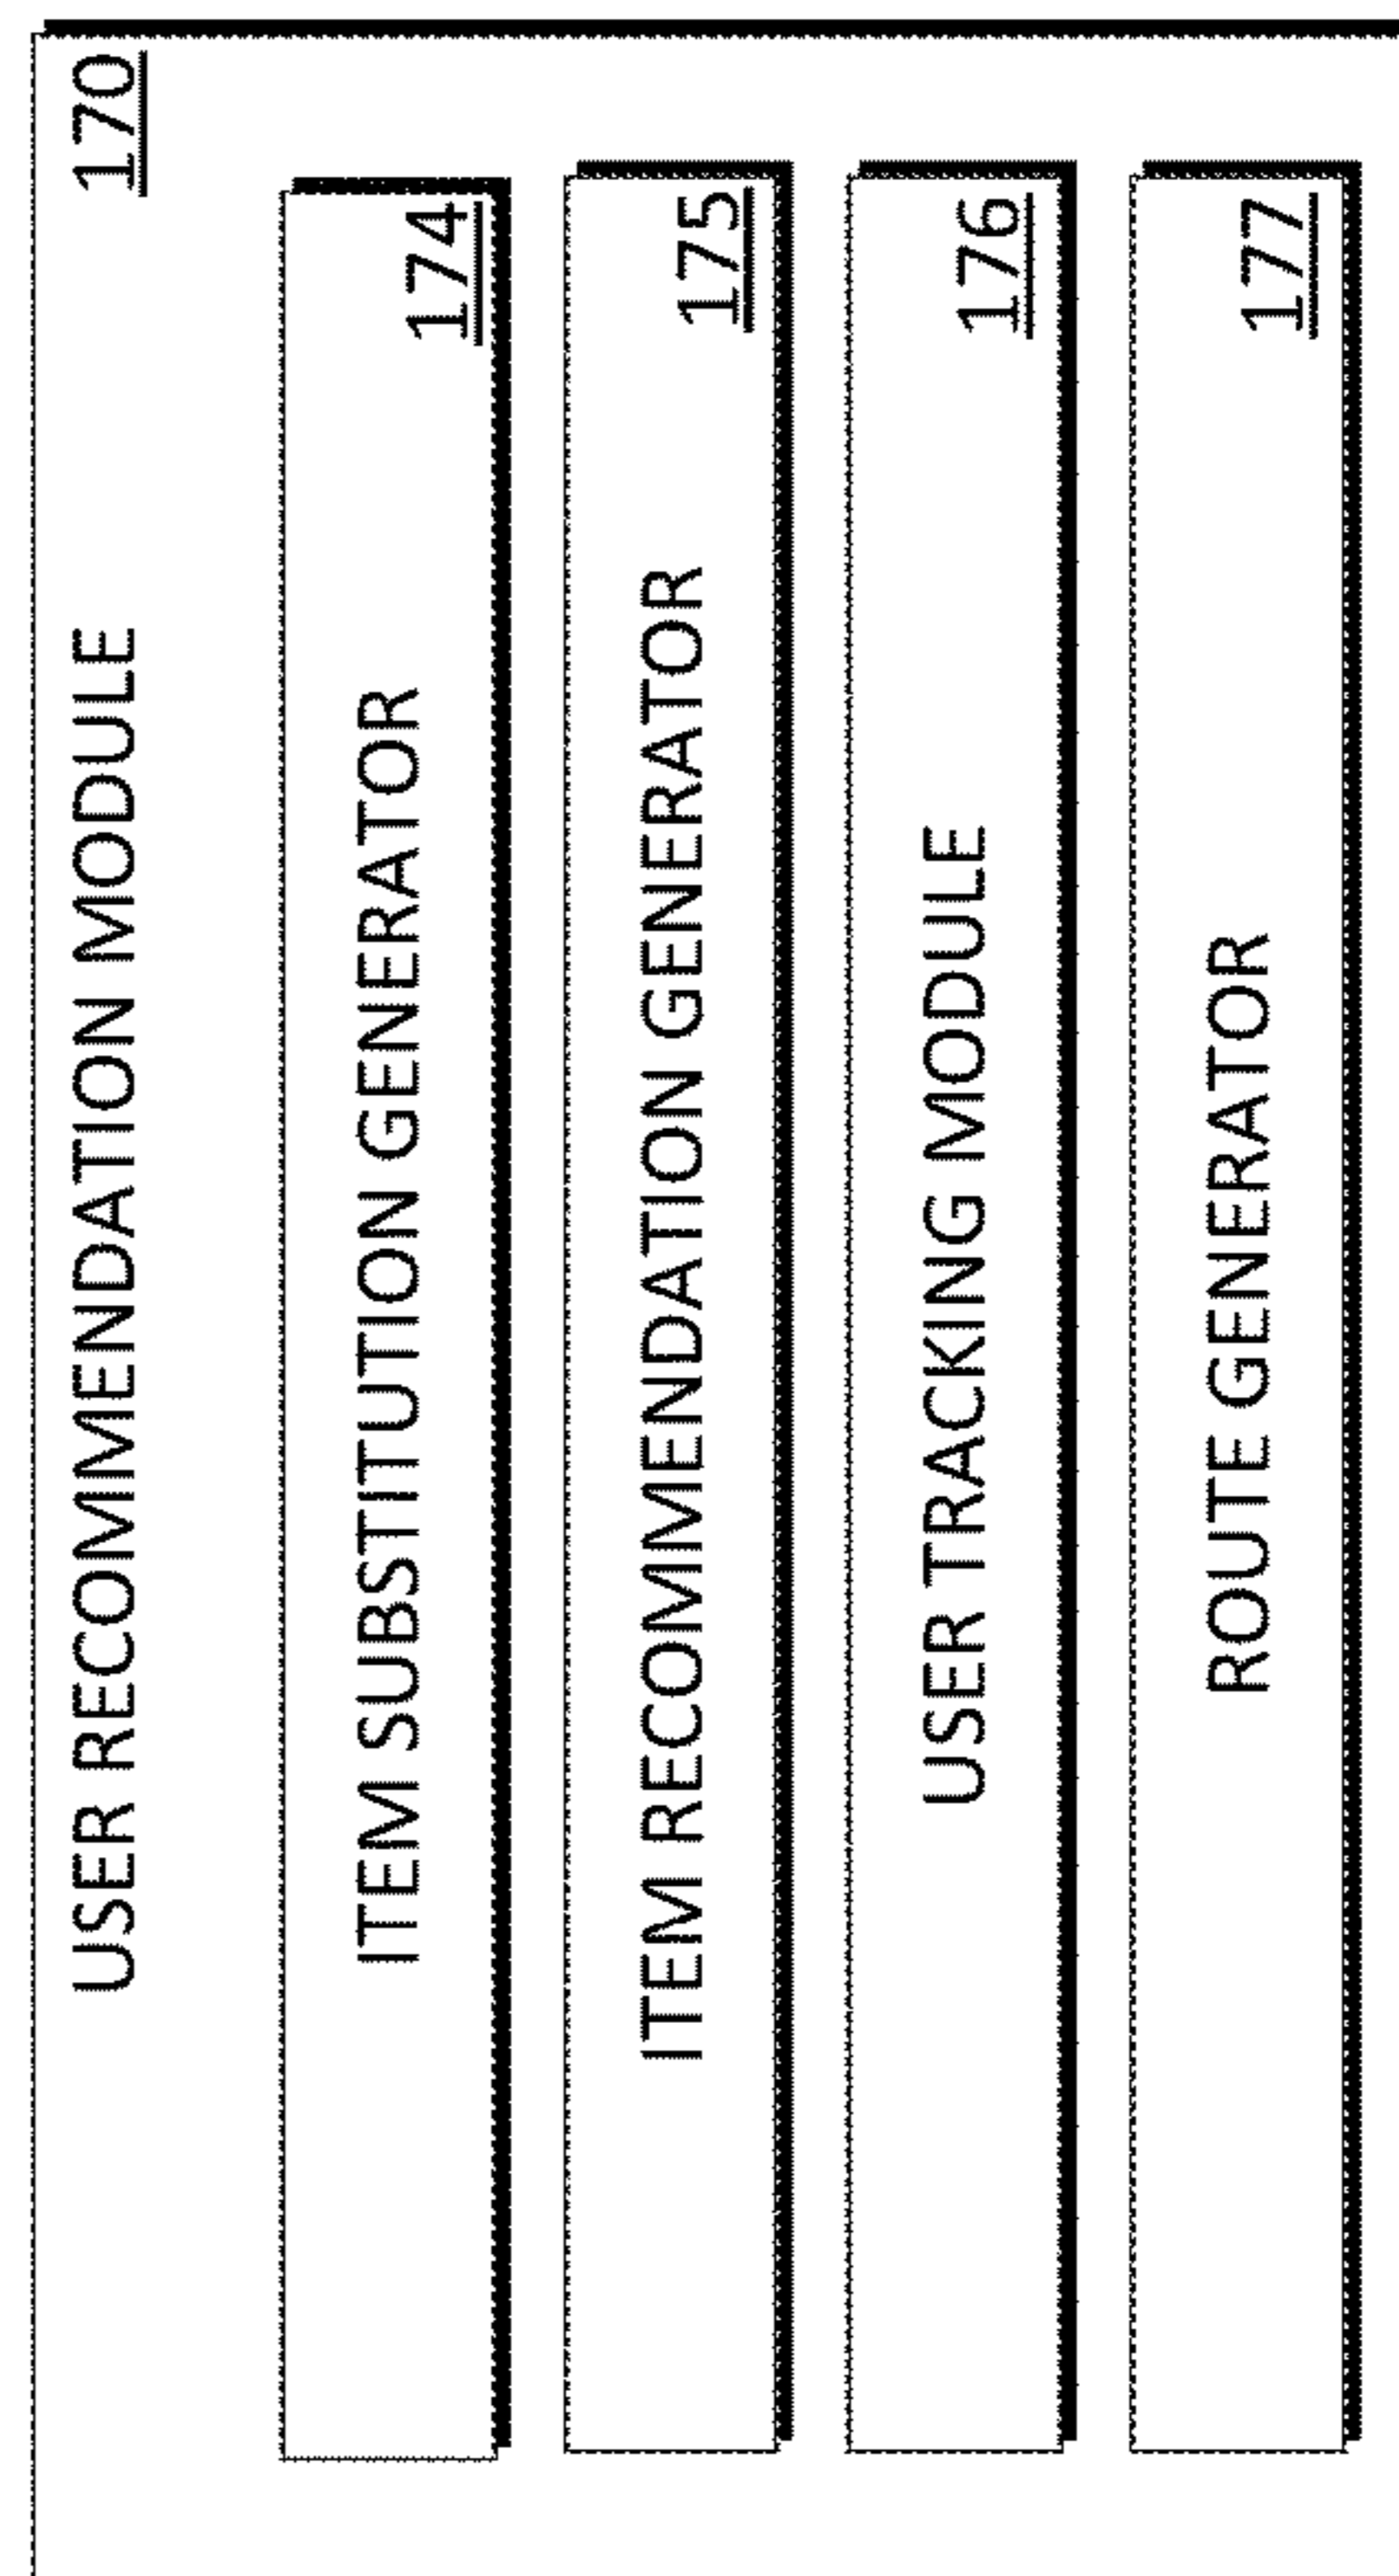 USER RECOMMENDATION MODULE 170
ITEM SUBSTITUTION GENERATOR 174
ITEM RECOMMENDATION GENERATOR 175
USER TRACKING MODULE 176
ROUTE GENERATOR 177